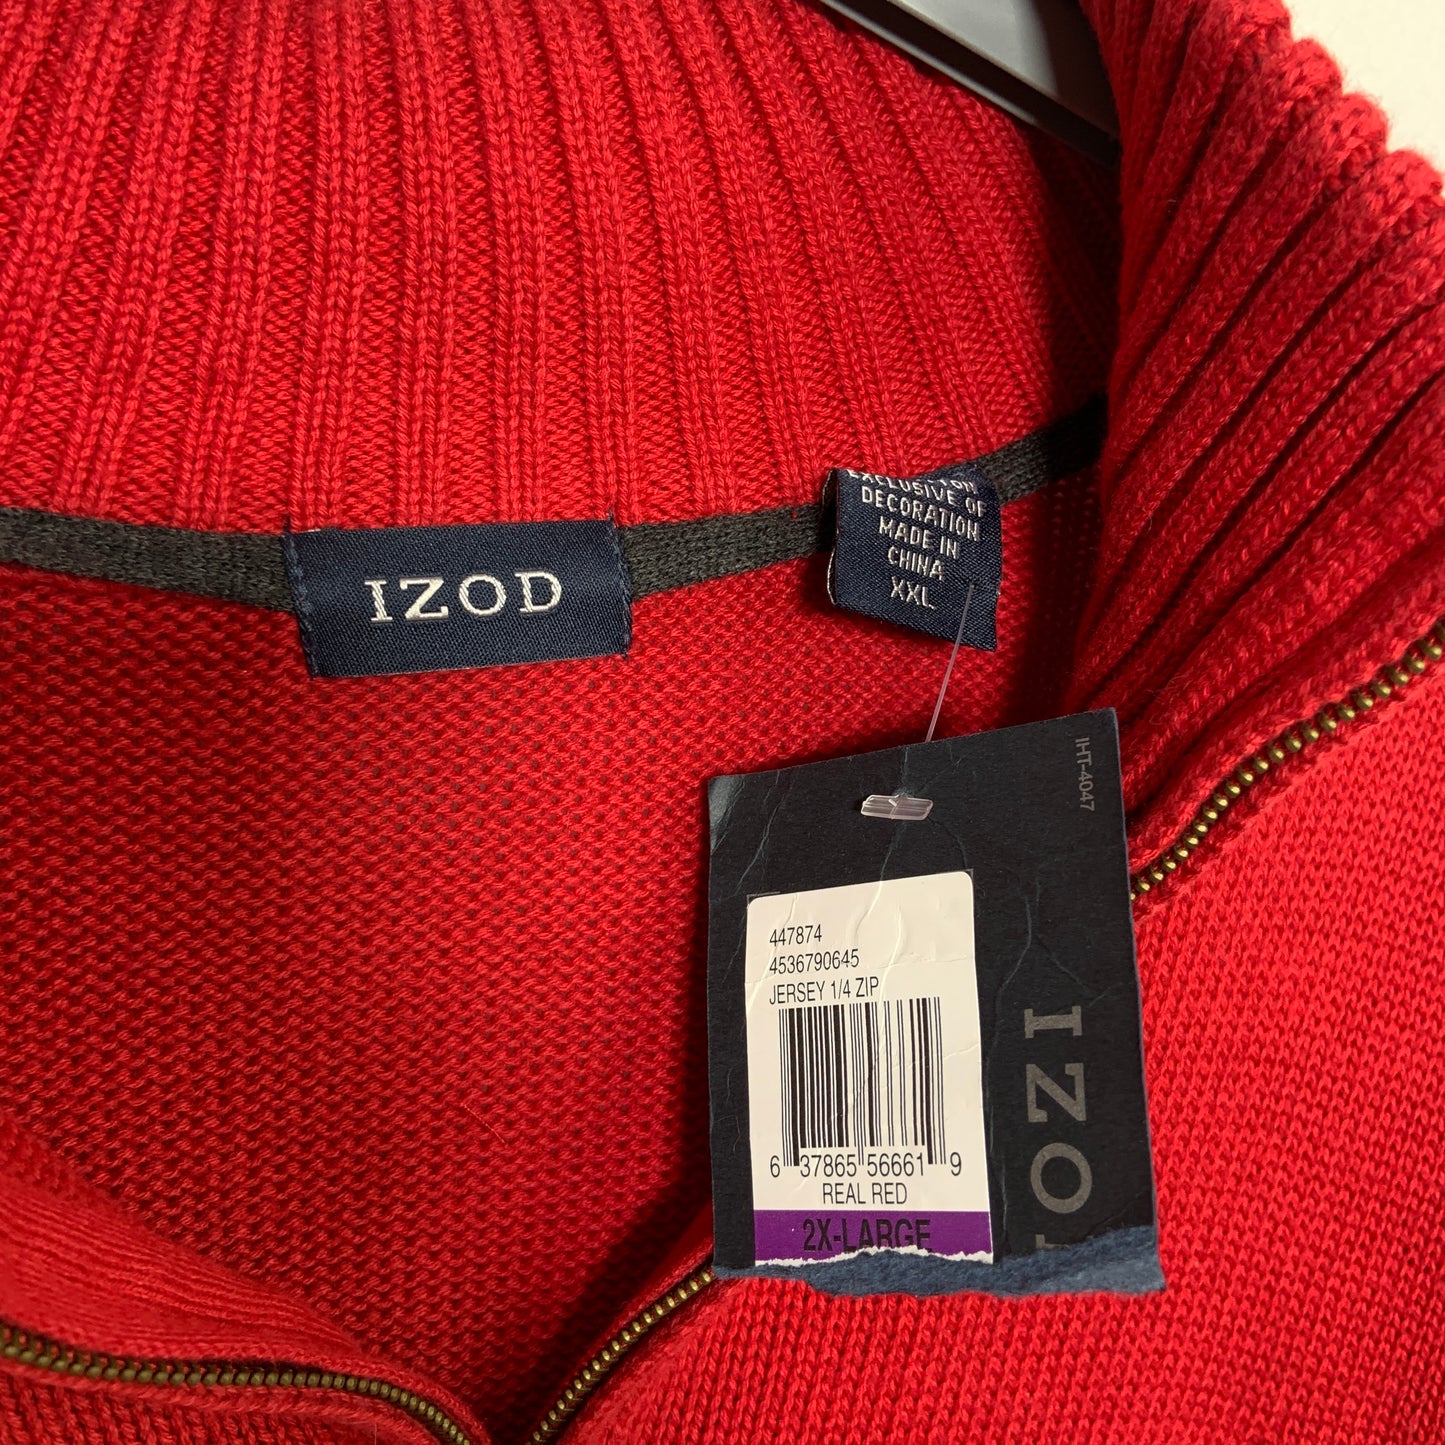 IZOD
EXCLUSIVE OF
DECORATION
MADE IN
CHINA
XXL
IHT-4047
447874
4536790645
JERSEY 1/4 ZIP
6 37865 56661 9
REAL RED
2X-LARGE
IZO